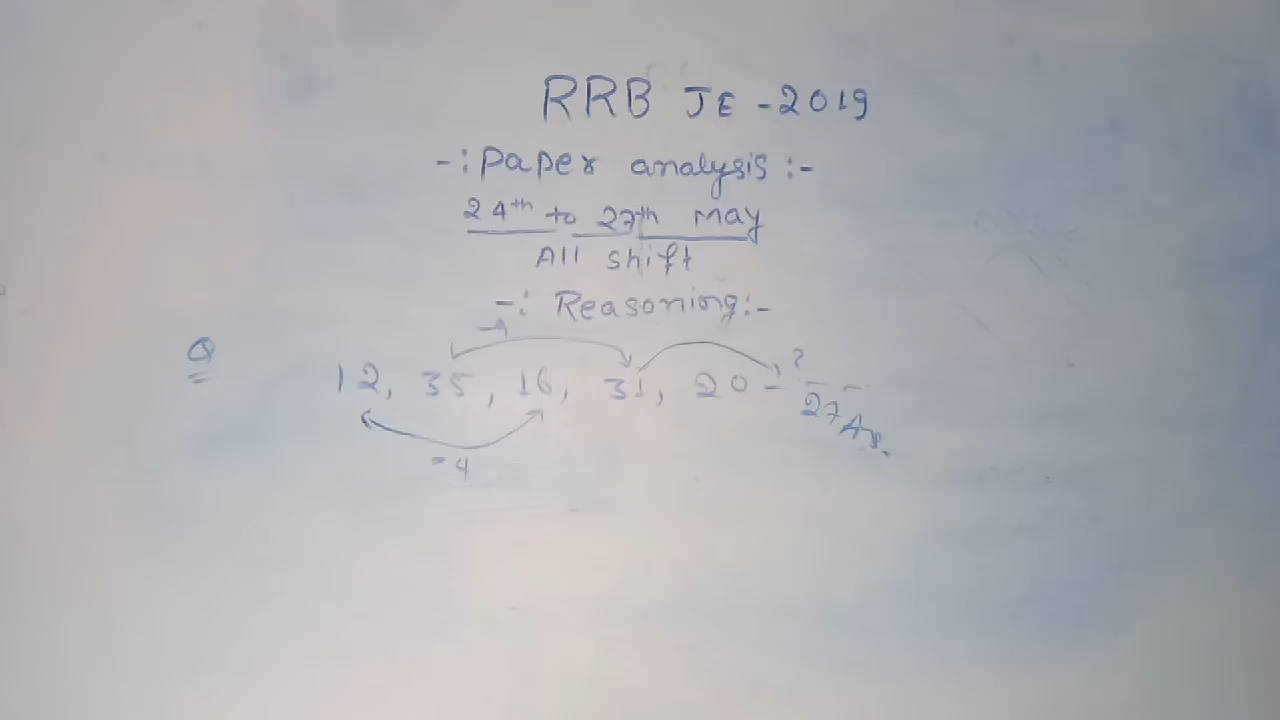 RRB JE - 2019
-: Paper analysis :-
24th to 27th may
All shift
-: Reasoning :-
-4
Q
12, 35, 16, 31, 20 - ?
27 Ans.
= 4